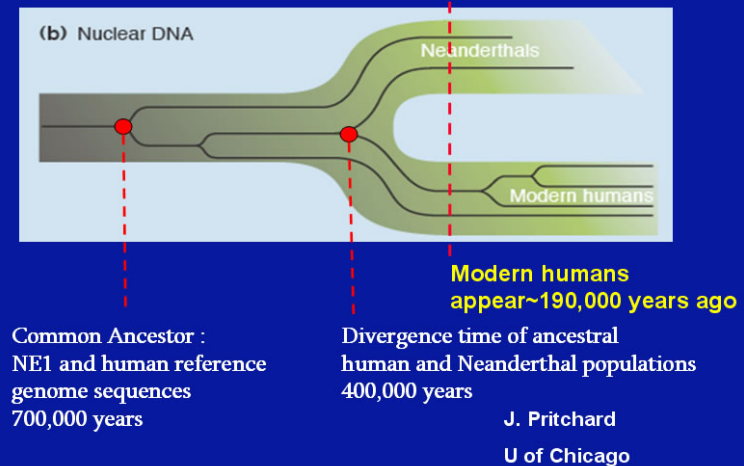 (b) Nuclear DNA
Neanderthals
Modern humans
Modern humans
appear~190,000 years ago
Common Ancestor :
NE1 and human reference
genome sequences
700,000 years
Divergence time of ancestral
human and Neanderthal populations
400,000 years
J. Pritchard
U of Chicago